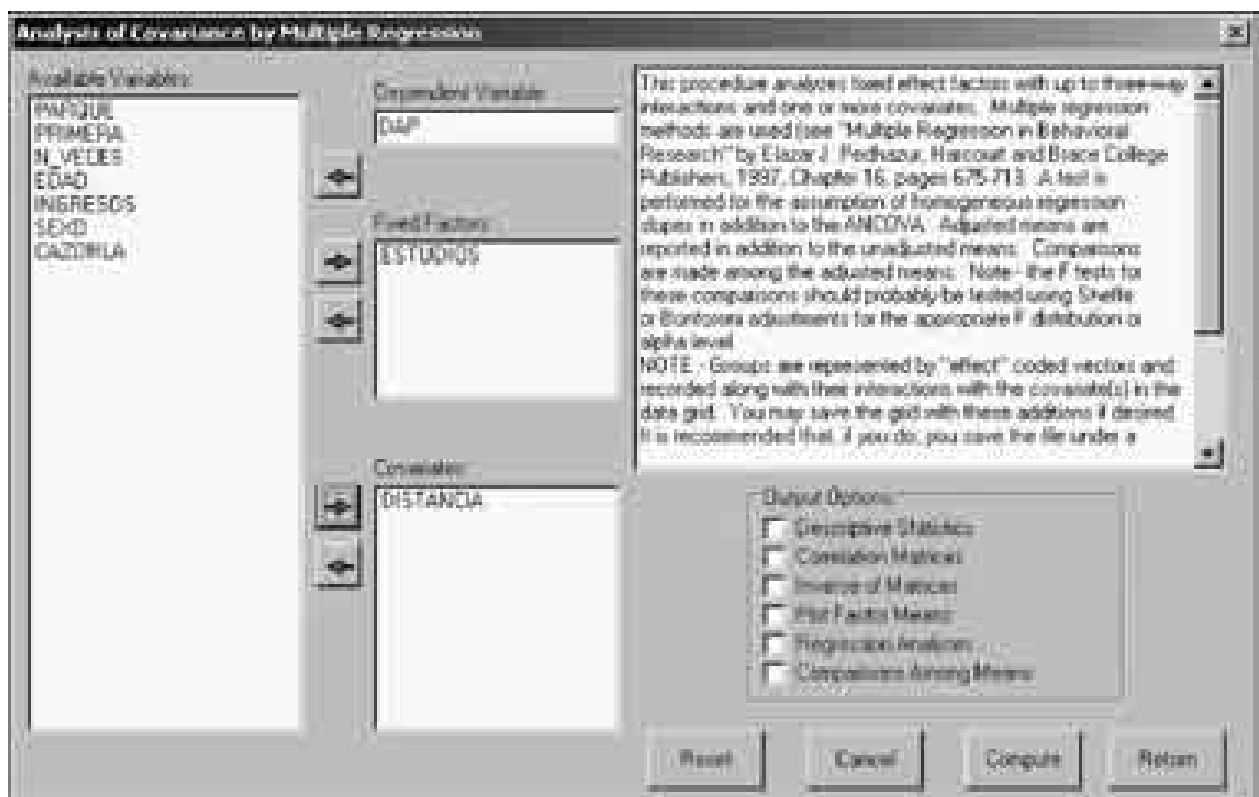 Analysis of Covariance by Multiple Regression
Available Variables:
PARQUE
PRIMERA
N_VECES
EDAD
INGRESOS
SEXO
CAZORLA
Dependent Variable
DAP
Fixed Factors:
ESTUDIOS
Covariates:
DISTANCIA
This procedure analyzes fixed effect factors with up to three-way
interactions and one or more covariates. Multiple regression
methods are used (see "Multiple Regression in Behavioral
Research" by Elazar J. Pedhazur, Harcourt and Brace College
Publishers, 1997, Chapter 16, pages 675-713. A test is
performed for the assumption of homogeneous regression
slopes in addition to the ANCOVA. Adjusted means are
reported in addition to the unadjusted means. Comparisons
are made among the adjusted means. Note - the F tests for
these comparisons should probably be tested using Sheffe
or Bonferoni adjustments for the appropriate F distribution or
alpha level.
NOTE - Groups are represented by "effect" coded vectors and
recorded along with their interactions with the covariate(s) in the
data grid. You may save the grid with these additions if desired.
It is recommended that, if you do, you save the file under a
Output Options:
Descriptive Statistics
Correlation Matrices
Inverse of Matrices
Plot Factor Means
Regression Analyses
Comparisons Among Means
Reset
Cancel
Compute
Return